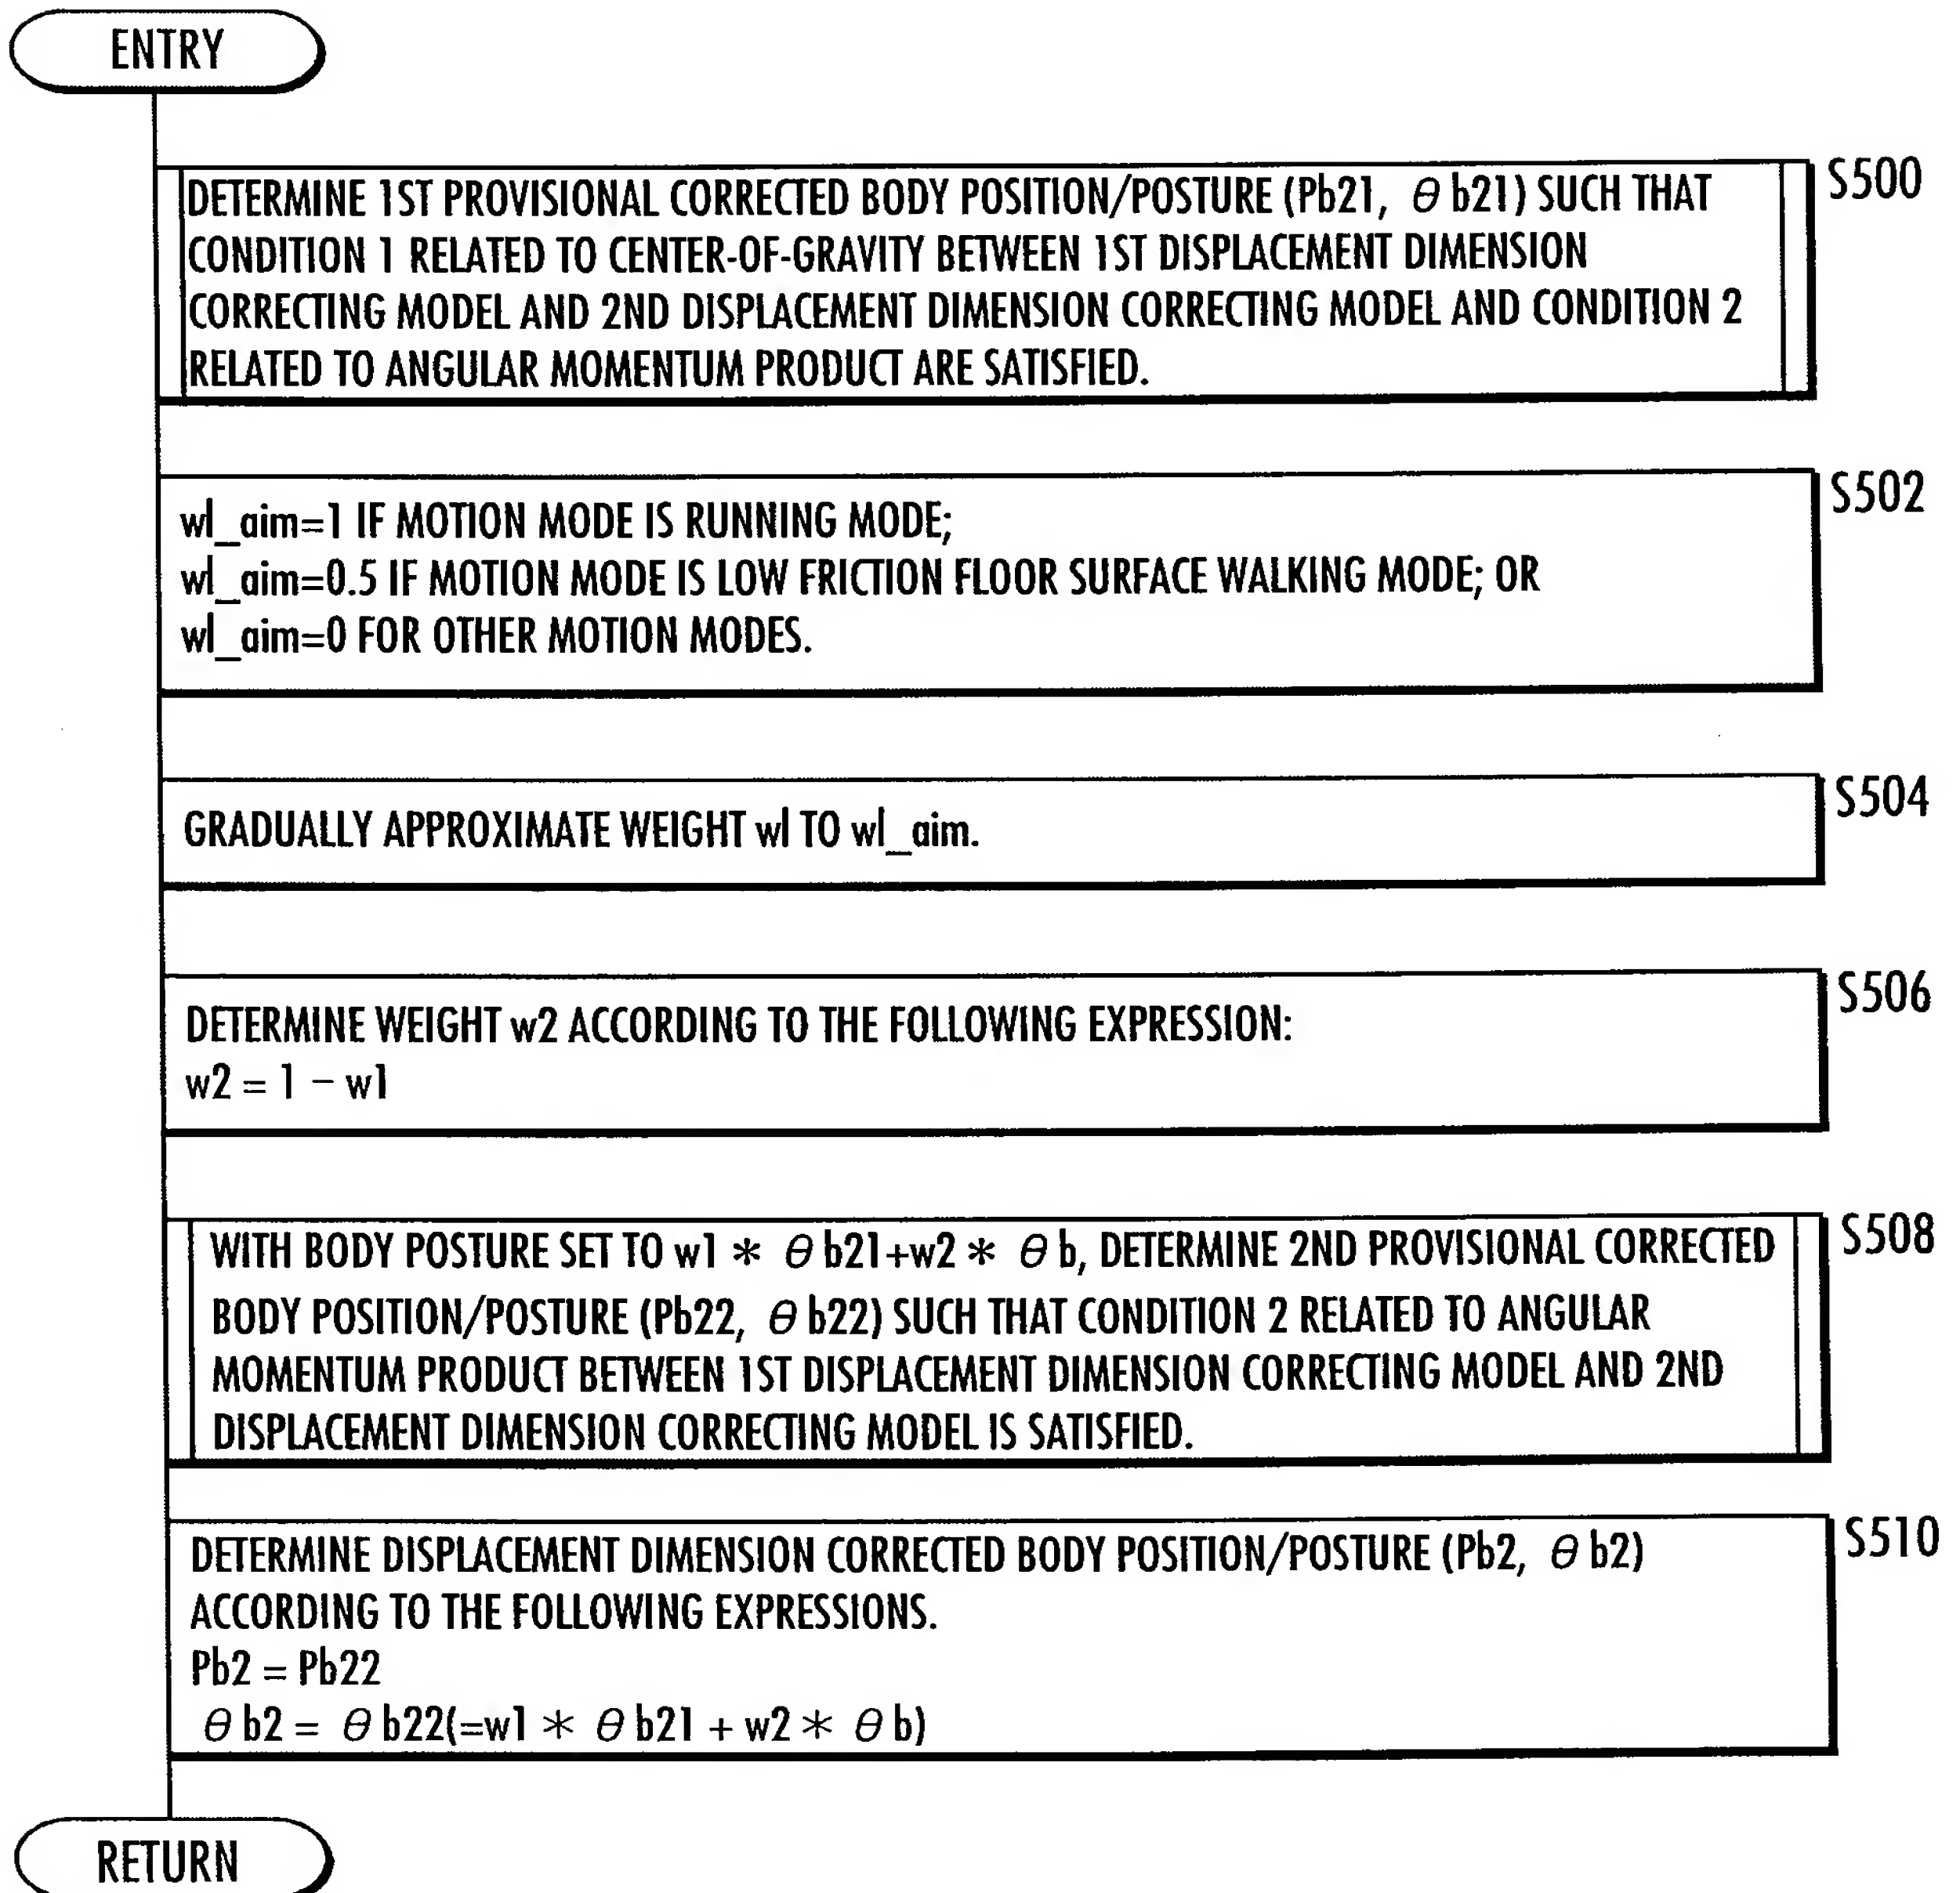 ENTRY
S500
DETERMINE 1ST PROVISIONAL CORRECTED BODY POSITION/POSTURE (Pb21, θb21) SUCH THAT
CONDITION 1 RELATED TO CENTER-OF-GRAVITY BETWEEN 1ST DISPLACEMENT DIMENSION
CORRECTING MODEL AND 2ND DISPLACEMENT DIMENSION CORRECTING MODEL AND CONDITION 2
RELATED TO ANGULAR MOMENTUM PRODUCT ARE SATISFIED.
S502
w1_aim=1 IF MOTION MODE IS RUNNING MODE;
w1_aim=0.5 IF MOTION MODE IS LOW FRICTION FLOOR SURFACE WALKING MODE; OR
w1_aim=0 FOR OTHER MOTION MODES.
S504
GRADUALLY APPROXIMATE WEIGHT w1 TO w1_aim.
S506
DETERMINE WEIGHT w2 ACCORDING TO THE FOLLOWING EXPRESSION:
w2 = 1 - w1
S508
WITH BODY POSTURE SET TO w1 * θb21+w2 * θb, DETERMINE 2ND PROVISIONAL CORRECTED
BODY POSITION/POSTURE (Pb22, θb22) SUCH THAT CONDITION 2 RELATED TO ANGULAR
MOMENTUM PRODUCT BETWEEN 1ST DISPLACEMENT DIMENSION CORRECTING MODEL AND 2ND
DISPLACEMENT DIMENSION CORRECTING MODEL IS SATISFIED.
S510
DETERMINE DISPLACEMENT DIMENSION CORRECTED BODY POSITION/POSTURE (Pb2, θb2)
ACCORDING TO THE FOLLOWING EXPRESSIONS.
Pb2 = Pb22
θb2 = θb22(=w1 * θb21 + w2 * θb)
RETURN